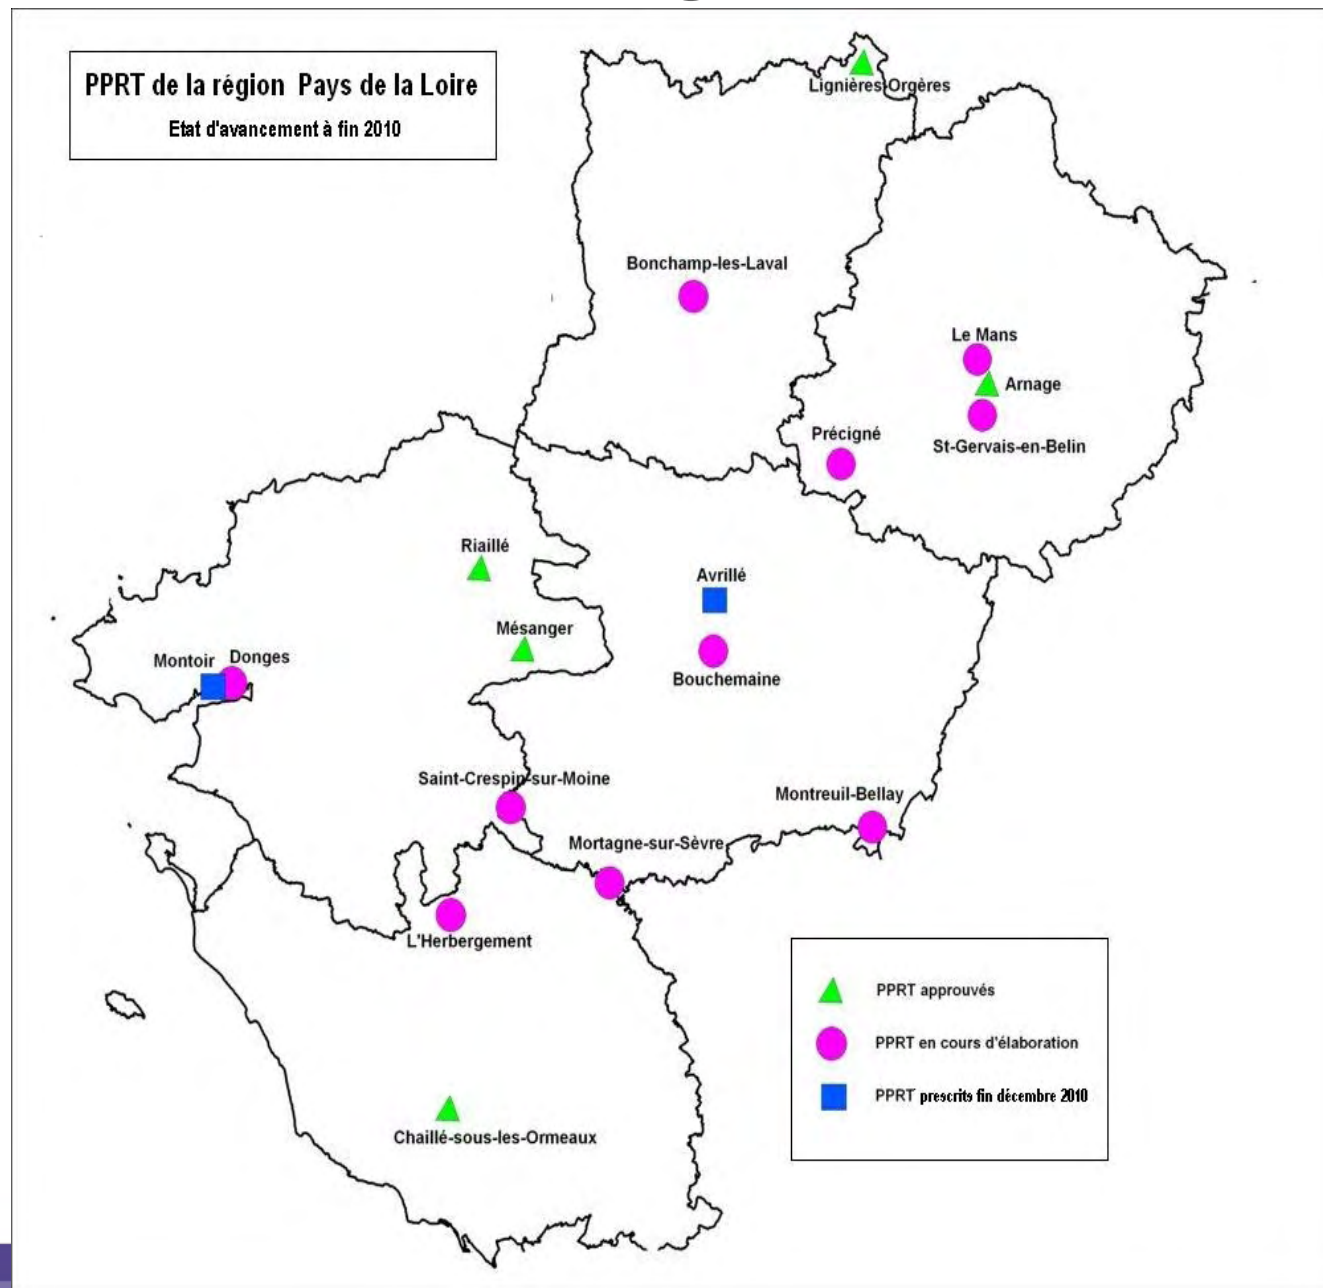 PPRT de la région Pays de la Loire
Etat d'avancement à fin 2010
Lignières-Orgères
Bonchamp-les-Laval
Le Mans
Arnage
Précigné
St-Gervais-en-Belin
Riaillé
Avrillé
Mésanger
Montoir
Donges
Bouchemaine
Saint-Crespin-sur-Moine
Montreuil-Bellay
Mortagne-sur-Sèvre
L'Herbergement
Chaillé-sous-les-Ormeaux
PPRT approuvés
PPRT en cours d'élaboration
PPRT prescrits fin décembre 2010